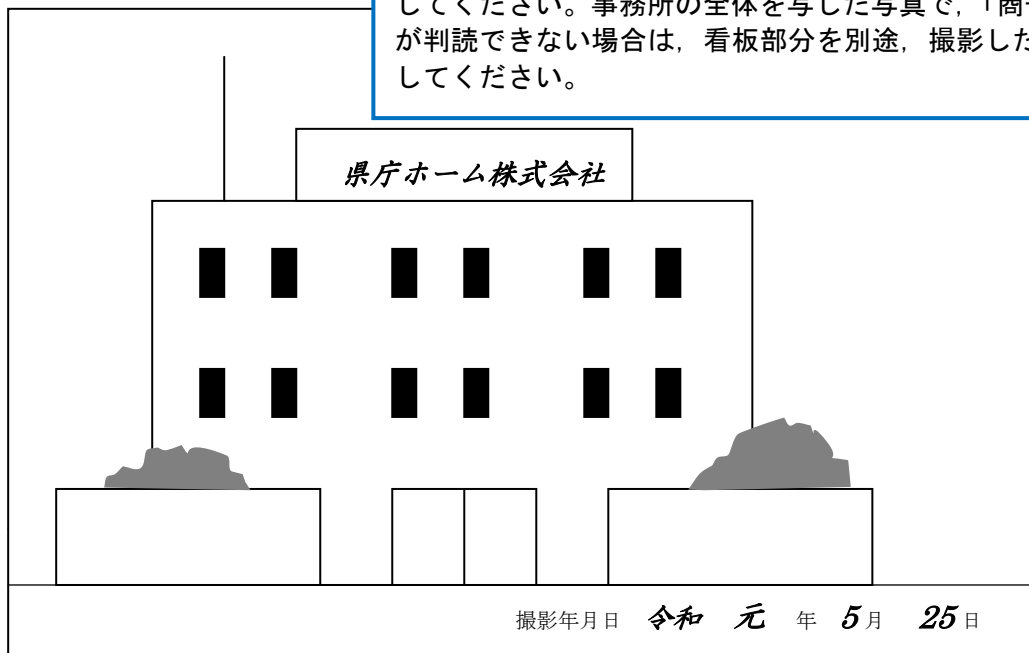 してください。事務所の全体を写した写真で，「商
が判読できない場合は，看板部分を別途，撮影した
してください。
県庁ホーム株式会社
撮影年月日 令和 元 年 5月 25日